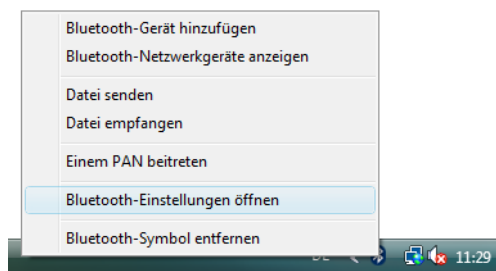 Bluetooth-Gerät hinzufügen
Bluetooth-Netzwerkgeräte anzeigen
Datei senden
Datei empfangen
Einem PAN beitreten
Bluetooth-Einstellungen öffnen
Bluetooth-Symbol entfernen
11:29